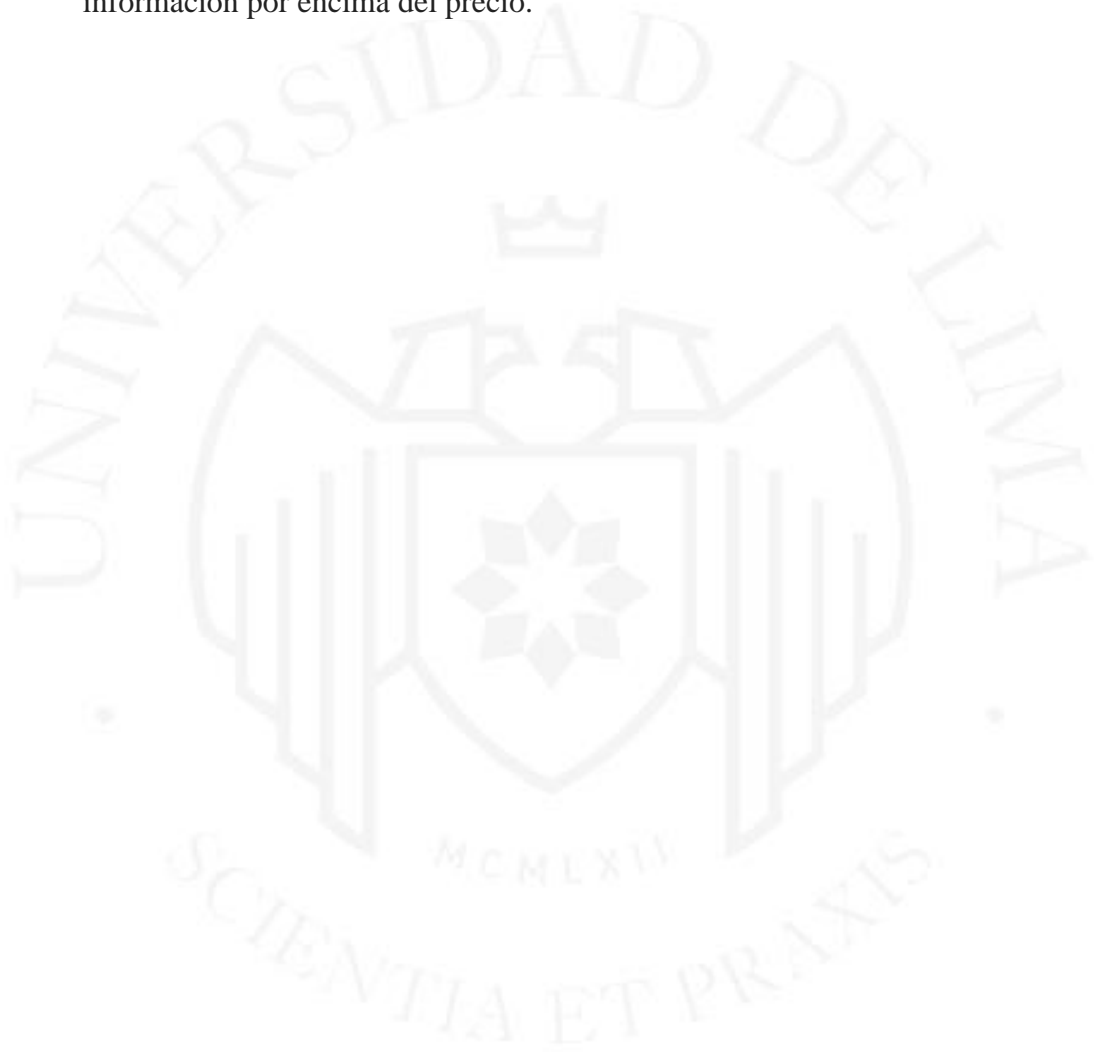 información por encima del precio.
UNIVERSIDAD DE LIMA
MCMLXII
SCIENTIA ET PRAXIS